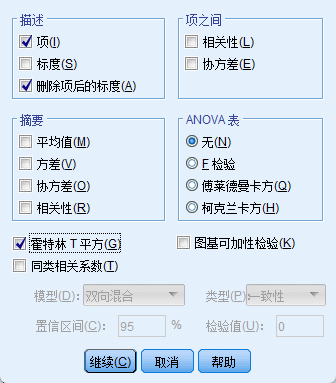 描述
项(I)
标度(S)
删除项后的标度(A)
项之间
相关性(L)
协方差(E)
摘要
平均值(M)
方差(V)
协方差(O)
相关性(R)
ANOVA 表
无(N)
F 检验
傅莱德曼卡方(Q)
柯克兰卡方(H)
霍特林 T 平方(G)
图基可加性检验(K)
同类相关系数(T)
模型(D): 双向混合 类型(P): 一致性
置信区间(C): 95 % 检验值(U): 0
继续(C) 取消 帮助